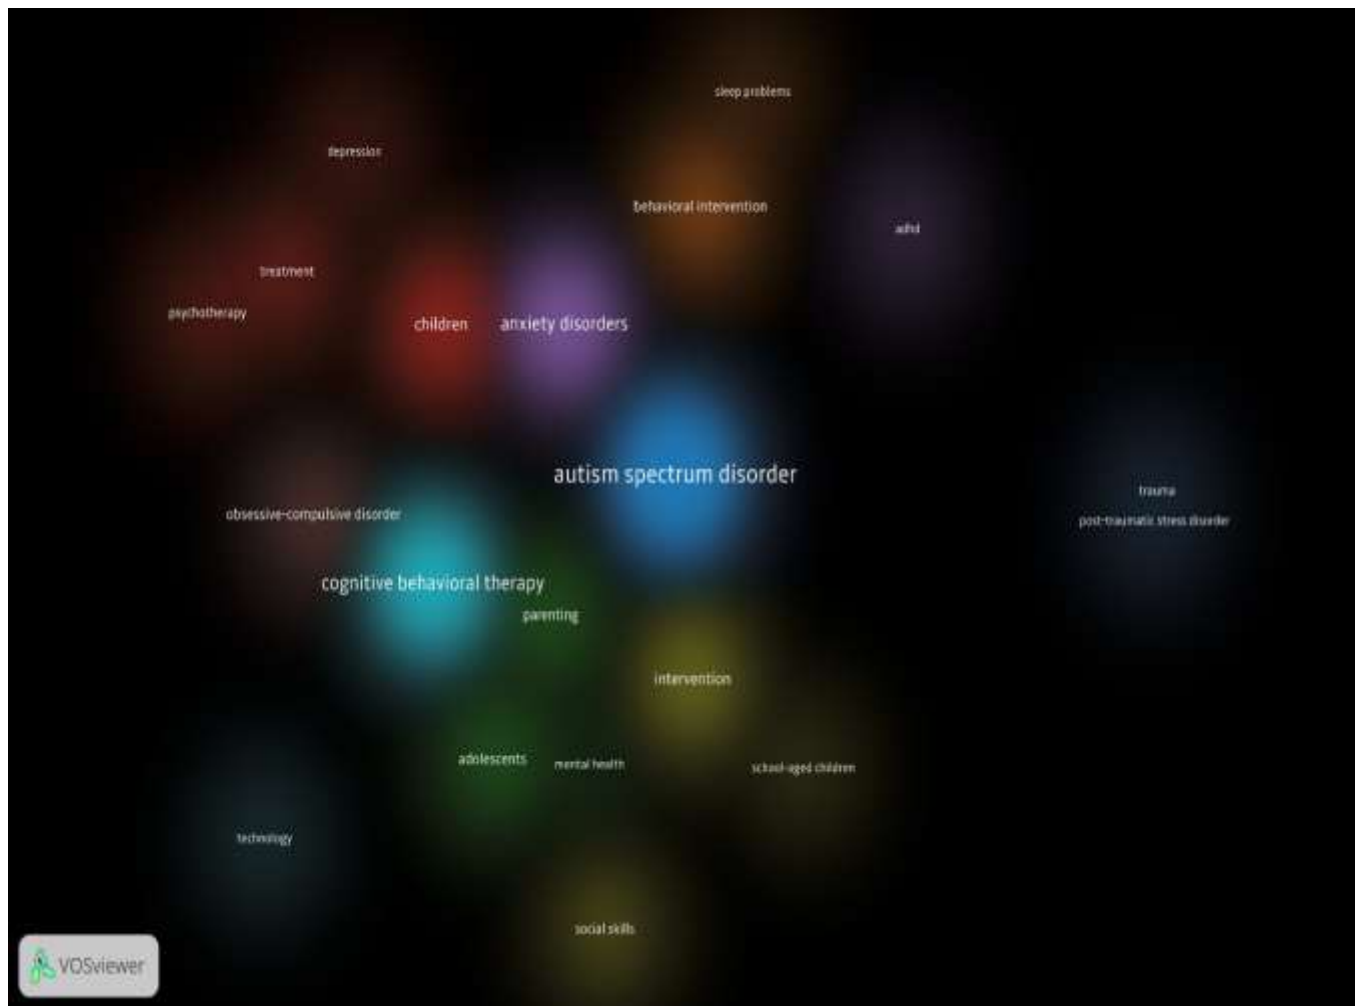 sleep problems
depression
behavioral intervention
adhd
treatment
psychotherapy
children
anxiety disorders
autism spectrum disorder
trauma
obsessive-compulsive disorder
post-traumatic stress disorder
cognitive behavioral therapy
parenting
intervention
adolescents
mental health
school-aged children
technology
social skills
VOSviewer